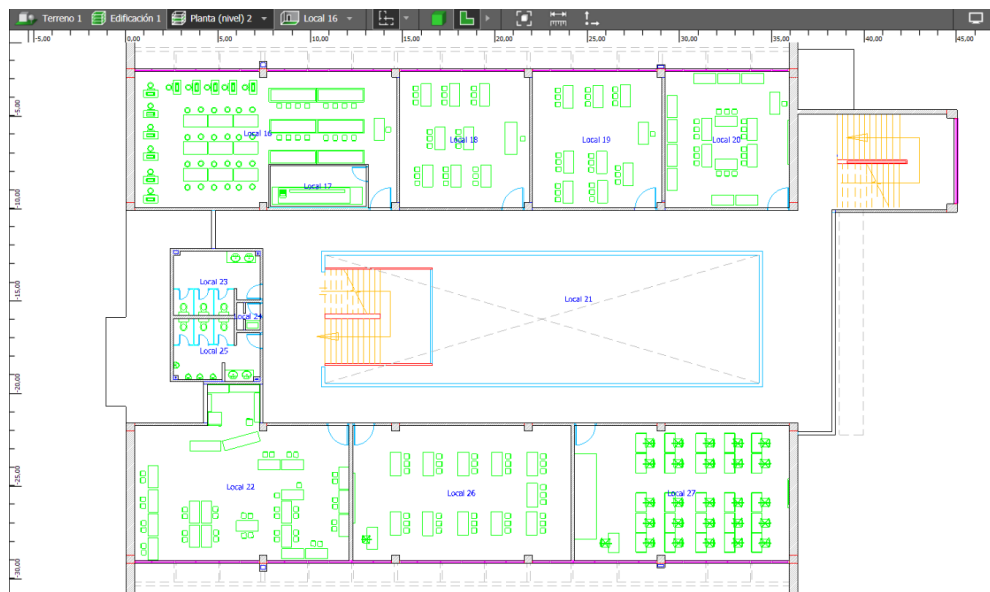 Terreno 1 Edificación 1 Planta (nivel) 2 Local 16
-5,00 0,00 5,00 10,00 15,00 20,00 25,00 30,00 35,00 40,00 45,00
-5,00
Local 16
Local 18
Local 19
Local 20
Local 17
-10,00
Local 23
Local 21
-15,00
Local 24
Local 25
-20,00
Local 22
Local 26
Local 27
-25,00
-30,00